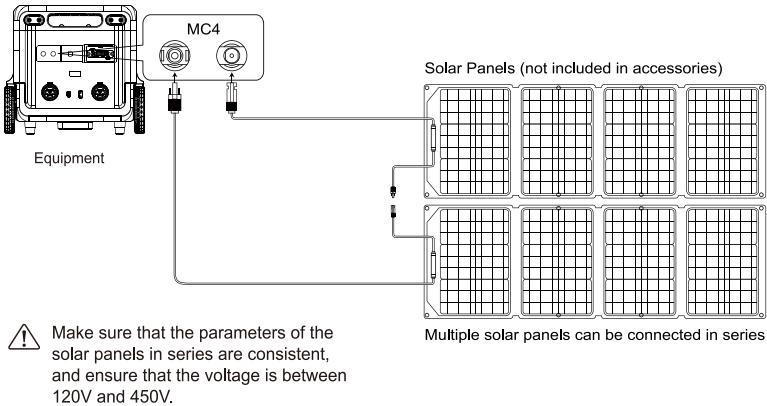 MC4
Solar Panels (not included in accessories)
Equipment
Make sure that the parameters of the
solar panels in series are consistent,
and ensure that the voltage is between
120V and 450V.
Multiple solar panels can be connected in series